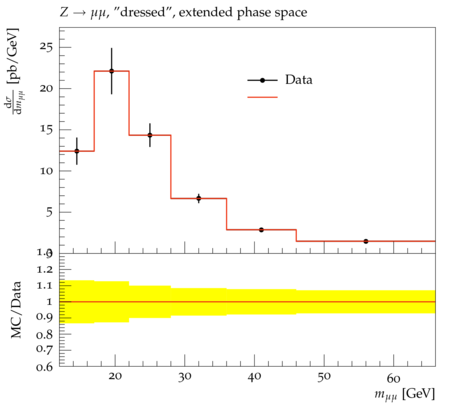 Z → μμ, "dressed", extended phase space
dσ/dm_μμ [pb/GeV]
25
20
15
10
5
Data
1.3
1.2
1.1
1
0.9
0.8
0.7
0.6
MC/Data
20 30 40 50 60
m_μμ [GeV]